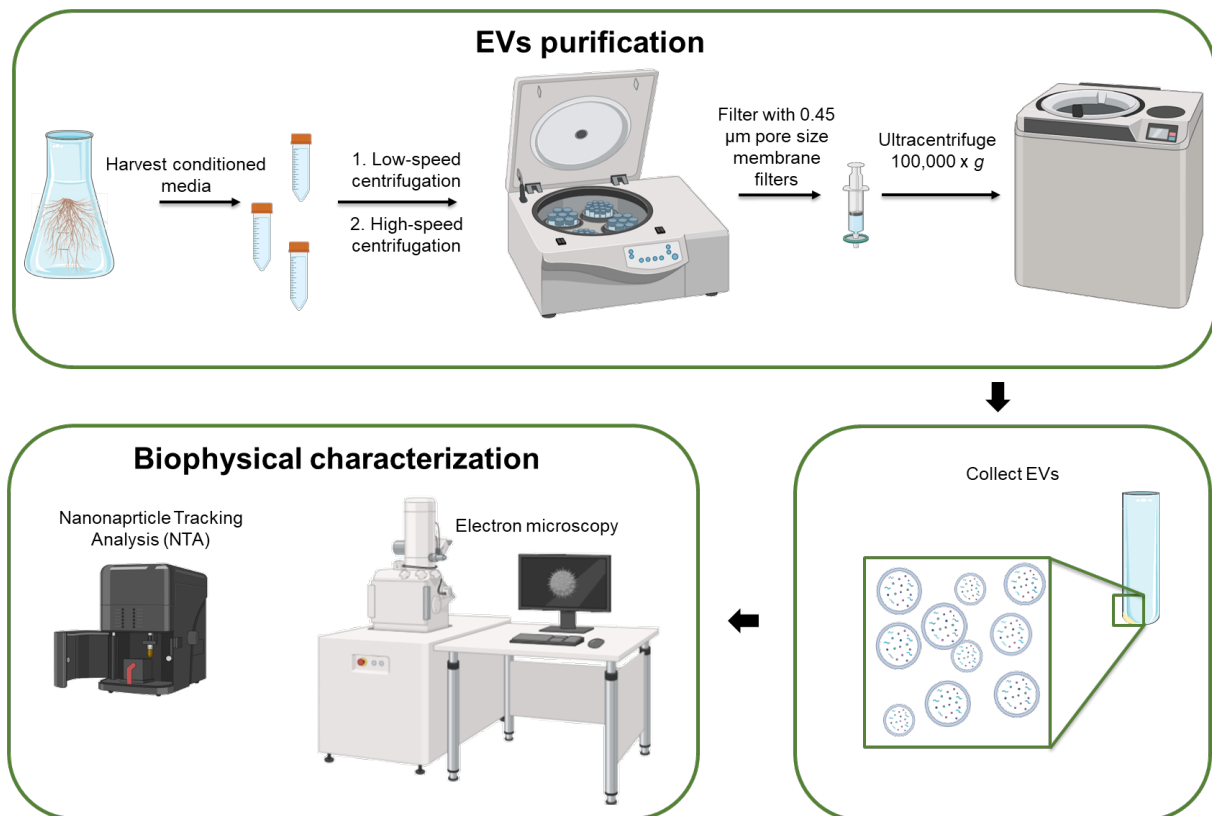 EVs purification
Harvest conditioned
media
1. Low-speed
centrifugation
2. High-speed
centrifugation
Filter with 0.45
µm pore size
membrane
filters
Ultracentrifuge
100,000 x g
Collect EVs
Biophysical characterization
Nanonaprticle Tracking
Analysis (NTA)
Electron microscopy